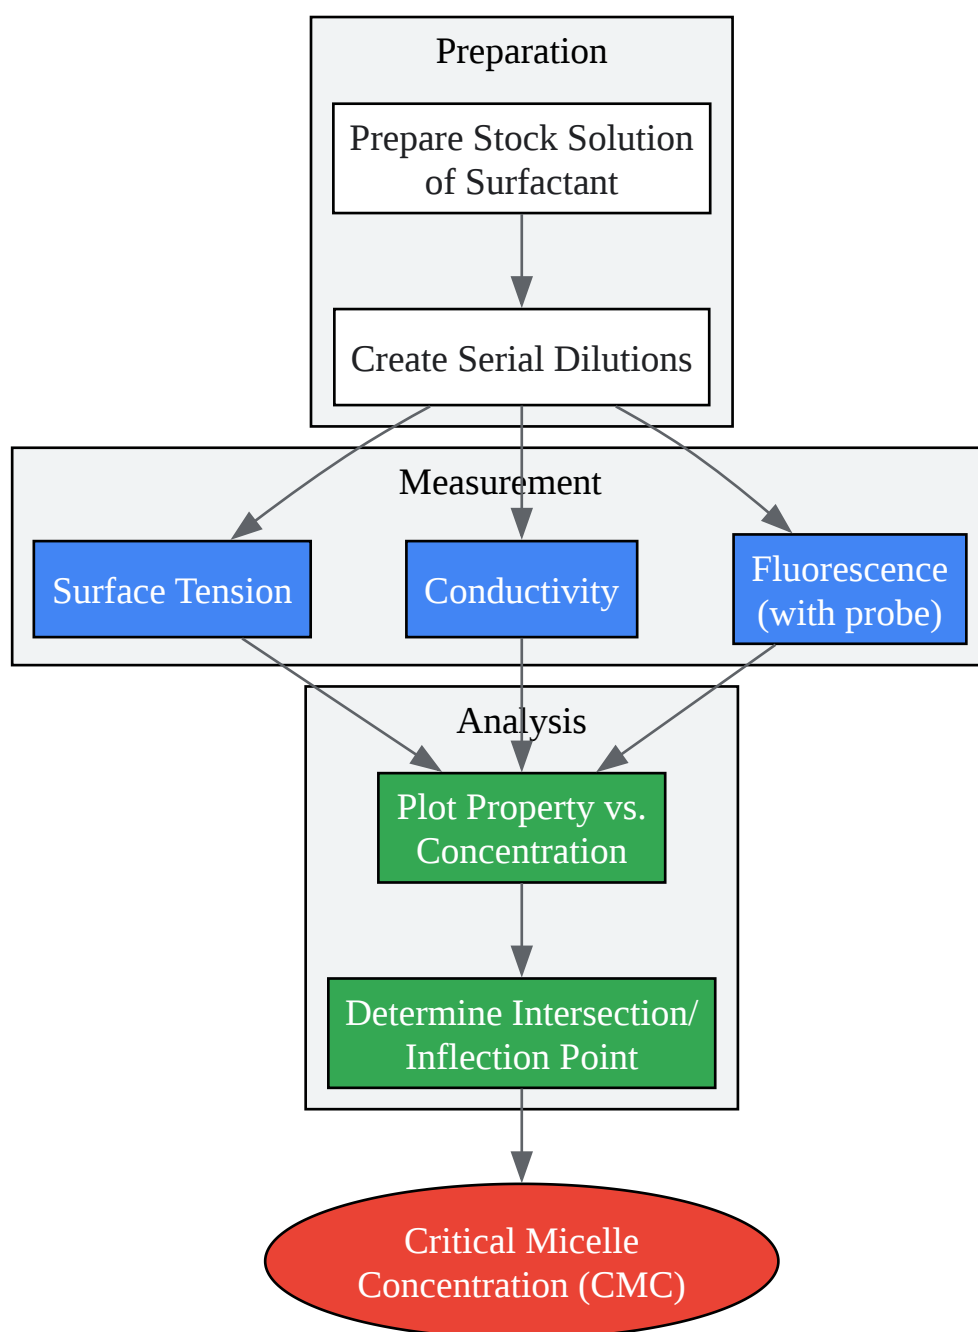 Preparation
Prepare Stock Solution
of Surfactant
Create Serial Dilutions
Measurement
Surface Tension
Conductivity
Fluorescence
(with probe)
Analysis
Plot Property vs.
Concentration
Determine Intersection/
Inflection Point
Critical Micelle
Concentration (CMC)